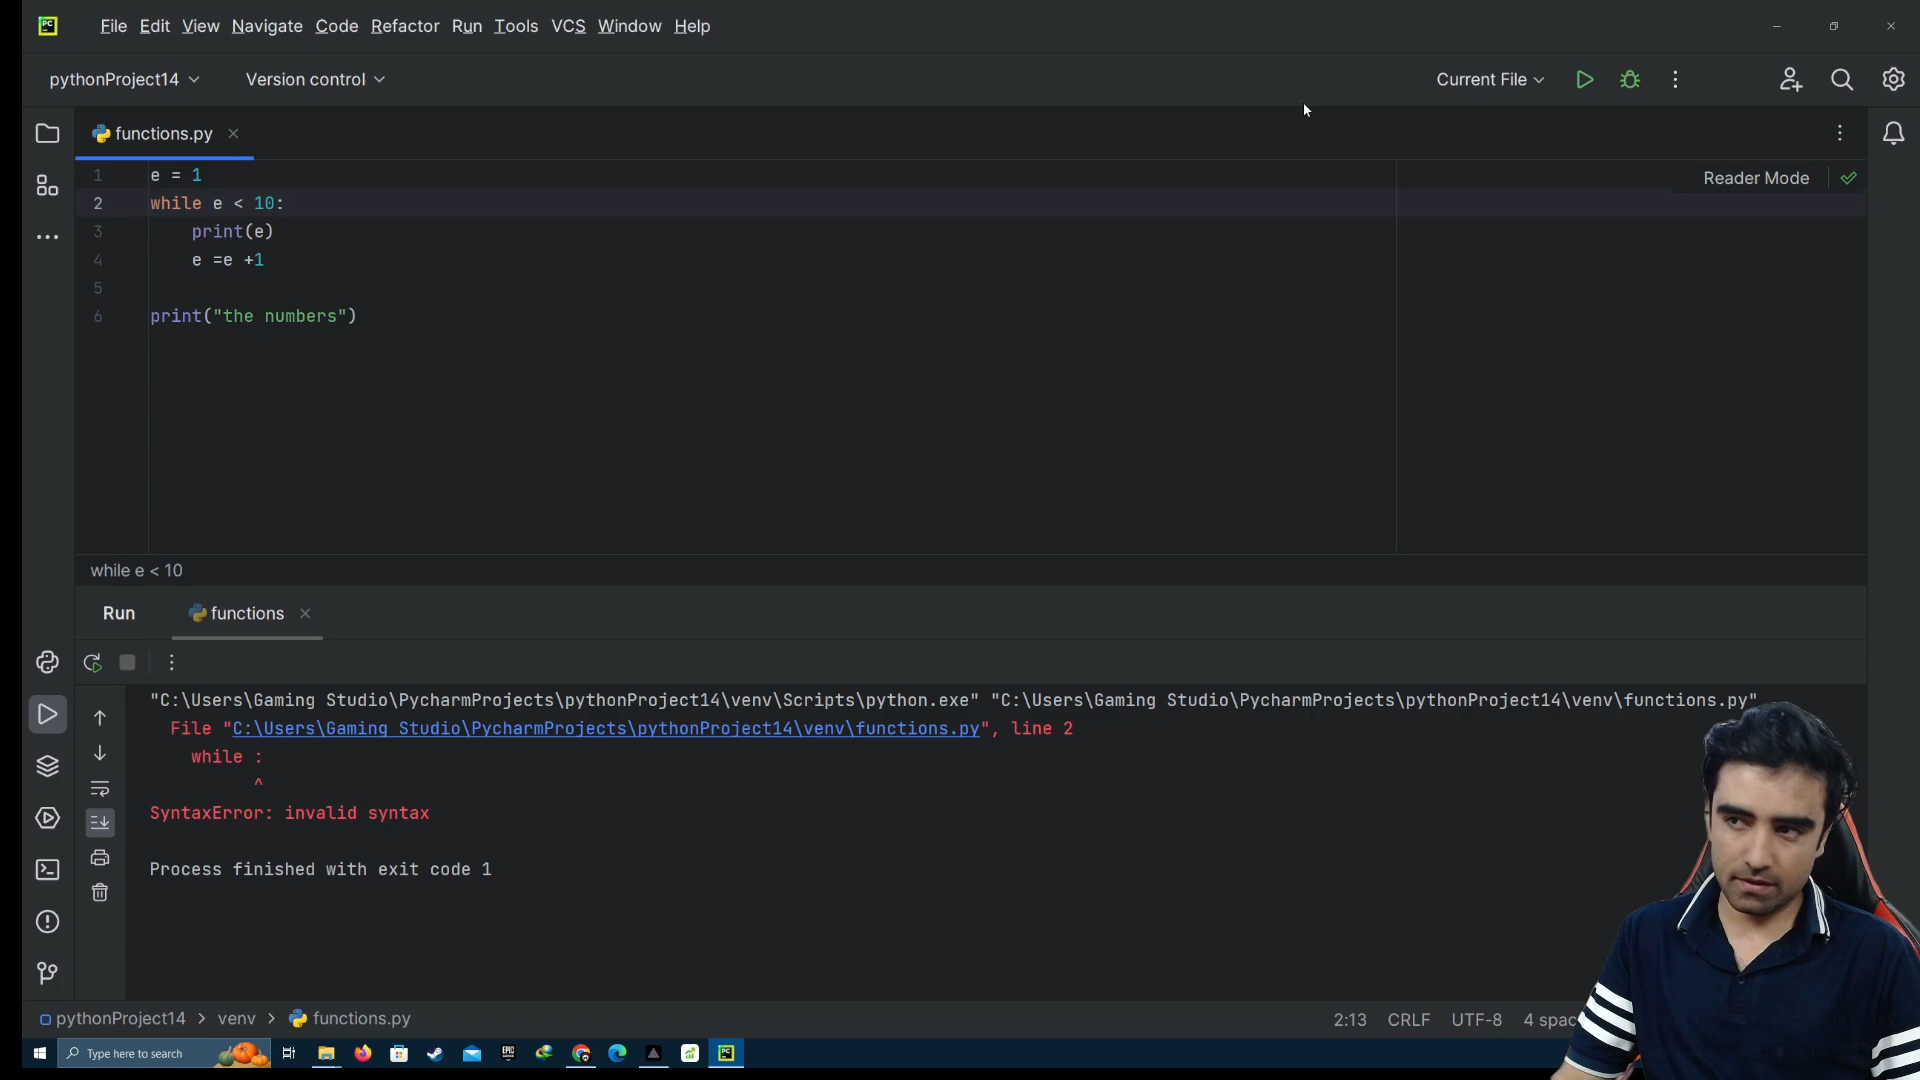 PC
File Edit View Navigate Code Refactor Run Tools VCS Window Help
pythonProject14 Version control Current File
functions.py
Reader Mode
1 e = 1
2 while e < 10:
3 print(e)
4 e =e +1
5
6 print("the numbers")
while e < 10
Run functions
"C:\Users\Gaming Studio\PycharmProjects\pythonProject14\venv\Scripts\python.exe" "C:\Users\Gaming Studio\PycharmProjects\pythonProject14\venv\functions.py"
File "C:\Users\Gaming Studio\PycharmProjects\pythonProject14\venv\functions.py", line 2
while :
^
SyntaxError: invalid syntax
Process finished with exit code 1
pythonProject14 > venv > functions.py 2:13 CRLF UTF-8 4 spac
Type here to search EPIC PC